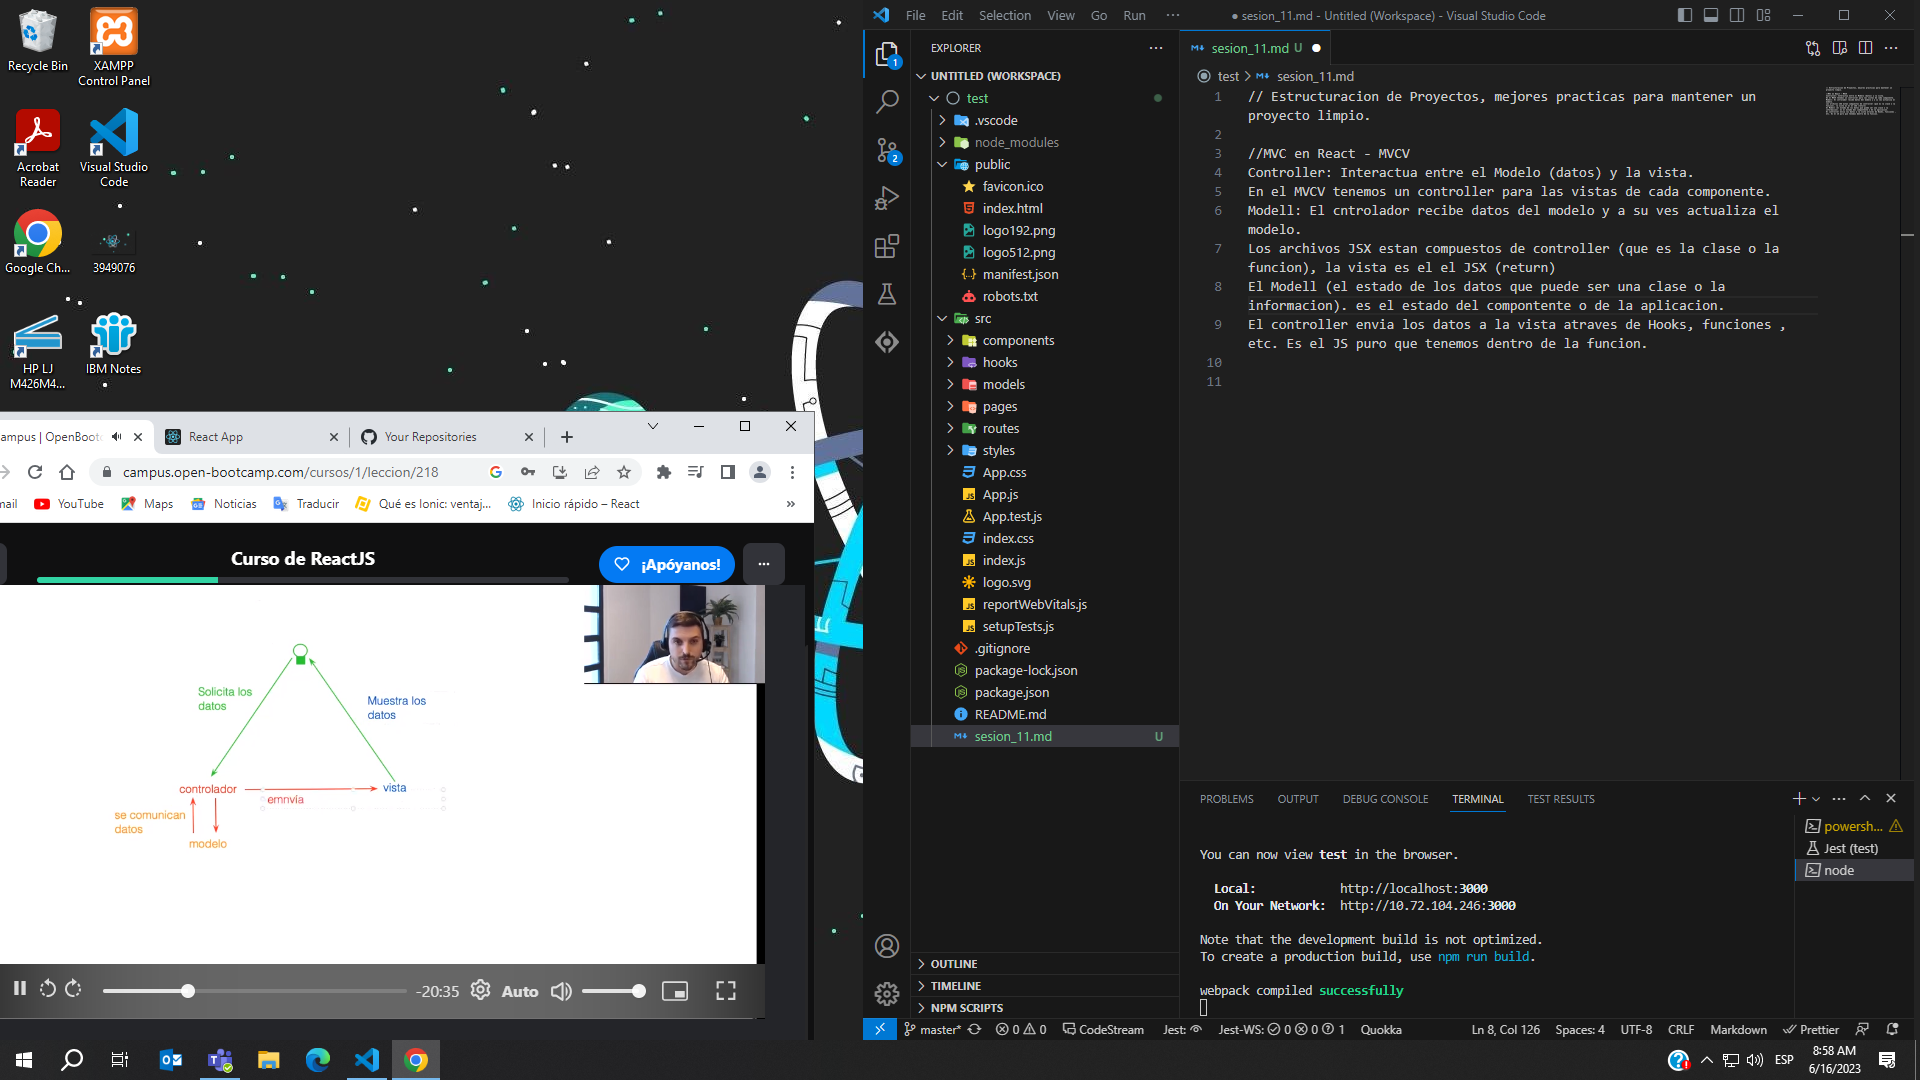 Recycle Bin
XAMPP Control Panel
Acrobat Reader
Visual Studio Code
Google Ch...
3949076
HP LJ M426M4...
IBM Notes
ampus | OpenBoot
React App
Your Repositories
campus.open-bootcamp.com/cursos/1/leccion/218
mail
YouTube
Maps
Noticias
Traducir
Qué es Ionic: ventaj...
Inicio rápido – React
»
Curso de ReactJS
¡Apóyanos!
Solicita los datos
Muestra los datos
controlador
emnvía
vista
se comunican datos
modelo
-20:35
Auto
File Edit Selection View Go Run ···
● sesion_11.md - Untitled (Workspace) - Visual Studio Code
EXPLORER
UNTITLED (WORKSPACE)
test
.vscode
node_modules
public
favicon.ico
index.html
logo192.png
logo512.png
manifest.json
robots.txt
src
components
hooks
models
pages
routes
styles
App.css
App.js
App.test.js
index.css
index.js
logo.svg
reportWebVitals.js
setupTests.js
.gitignore
package-lock.json
package.json
README.md
sesion_11.md U
OUTLINE
TIMELINE
NPM SCRIPTS
sesion_11.md U
test > sesion_11.md
1 // Estructuracion de Proyectos, mejores practicas para mantener un
proyecto limpio.
2
3 //MVC en React - MVCV
4 Controller: Interactua entre el Modelo (datos) y la vista.
5 En el MVCV tenemos un controller para las vistas de cada componente.
6 Modell: El cntrolador recibe datos del modelo y a su ves actualiza el
modelo.
7 Los archivos JSX estan compuestos de controller (que es la clase o la
funcion), la vista es el el JSX (return)
8 El Modell (el estado de los datos que puede ser una clase o la
informacion). es el estado del compontente o de la aplicacion.
9 El controller envia los datos a la vista atraves de Hooks, funciones ,
etc. Es el JS puro que tenemos dentro de la funcion.
10
11
PROBLEMS OUTPUT DEBUG CONSOLE TERMINAL TEST RESULTS
You can now view test in the browser.
Local: http://localhost:3000
On Your Network: http://10.72.104.246:3000
Note that the development build is not optimized.
To create a production build, use npm run build.
webpack compiled successfully
powersh...
Jest (test)
node
master* 0 0 CodeStream Jest: Jest-WS: 0 0 1 Quokka
Ln 8, Col 126 Spaces: 4 UTF-8 CRLF Markdown Prettier
ESP
8:58 AM
6/16/2023